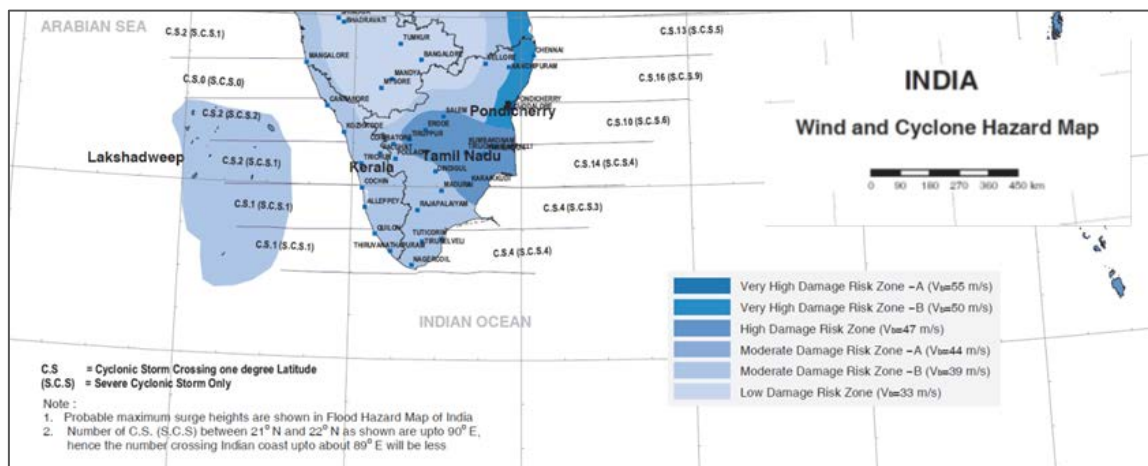 ARABIAN SEA
BHADRAVATI
C.S.2 (S.C.S.1)
TUMKUR
C.S.13 (S.C.S.5)
CHENNAI
MANGALORE
BANGALORE
VELLORE
C.S.0 (S.C.S.0)
MANDYA
MYSORE
C.S.16 (S.C.S.9)
INDIA
CANNANORE
PONDICHERRY
Pondicherry
C.S.2 (S.C.S.2)
SALEM
ERODE
C.S.10 (S.C.S.6)
Wind and Cyclone Hazard Map
KOZHIKODE
TIRUPPUR
KUMBAKONAM
Lakshadweep
C.S.2 (S.C.S.1)
Kerala
Tamil Nadu
TRICHUR
C.S.14 (S.C.S.4)
DINDIGUL
KARAIKKUDI
0 90 180 270 360 450 km
COCHIN
MADURAI
C.S.1 (S.C.S.1)
ALLEPPEY
RAJAPALAIYAM
C.S.4 (S.C.S.3)
C.S.1 (S.C.S.1)
QUILON
TUTICORIN
THIRUVANATHAPURAM
TIRUNELVELI
C.S.4 (S.C.S.4)
NAGERCOIL
Very High Damage Risk Zone -A (Vb=55 m/s)
Very High Damage Risk Zone -B (Vb=50 m/s)
High Damage Risk Zone (Vb=47 m/s)
Moderate Damage Risk Zone -A (Vb=44 m/s)
Moderate Damage Risk Zone -B (Vb=39 m/s)
Low Damage Risk Zone (Vb=33 m/s)
INDIAN OCEAN
C.S = Cyclonic Storm Crossing one degree Latitude
(S.C.S) = Severe Cyclonic Storm Only
Note :
1. Probable maximum surge heights are shown in Flood Hazard Map of India
2. Number of C.S. (S.C.S) between 21° N and 22° N as shown are upto 90° E,
hence the number crossing Indian coast upto about 89° E will be less